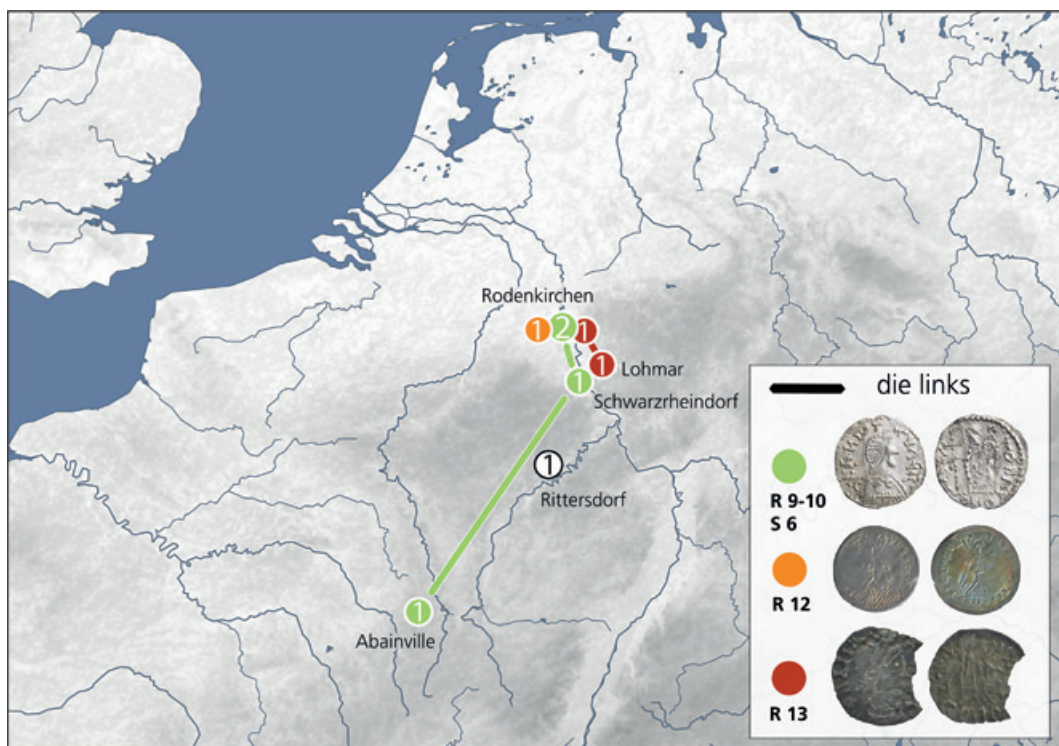 Rodenkirchen
1
2
1
1
Lohmar
1
Schwarzrheindorf
1
Rittersdorf
1
Abainville
die links
R 9-10
S 6
R 12
R 13